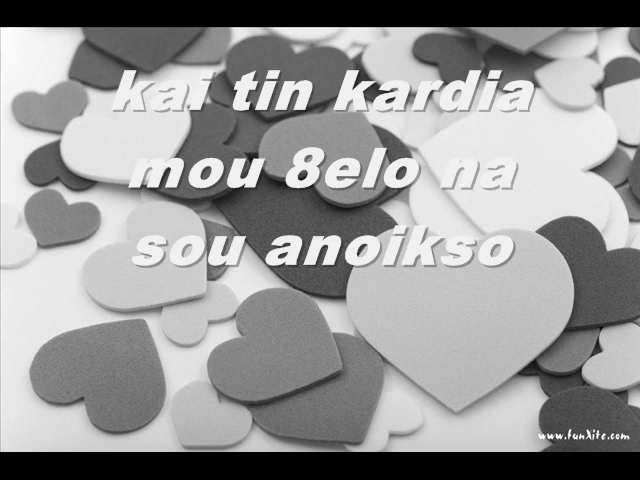 kai tin kardia
mou 8elo na
sou anoikso
www.funXite.com